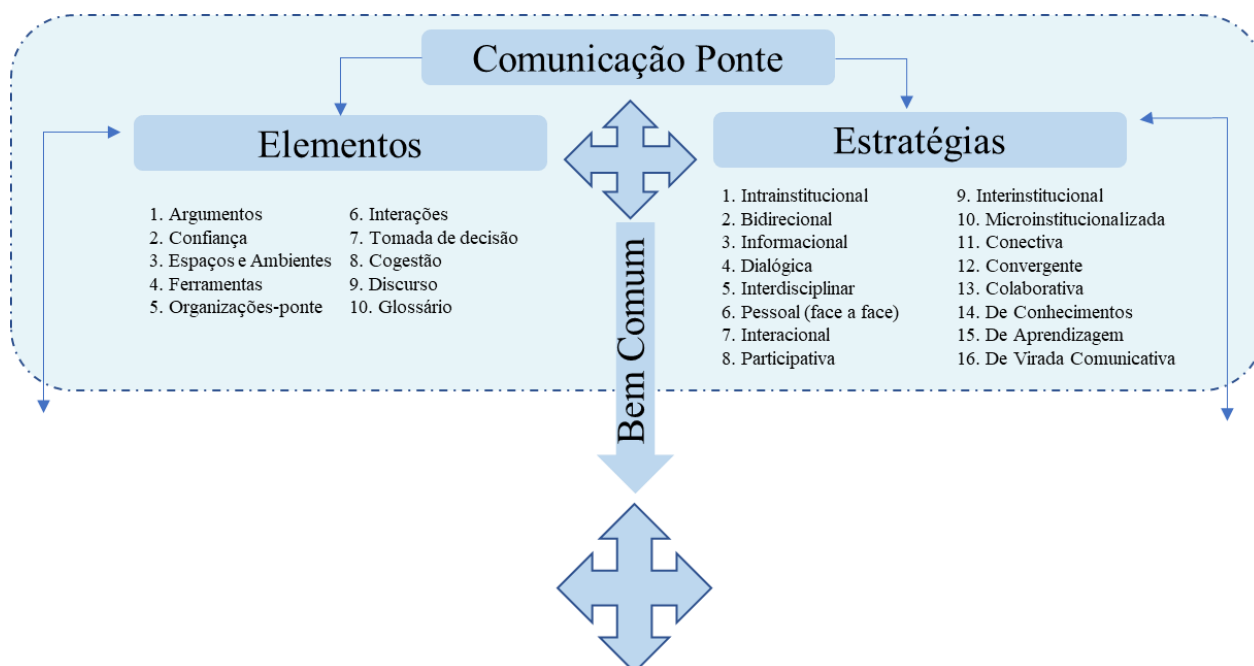 Comunicação Ponte
Elementos
1. Argumentos
2. Confiança
3. Espaços e Ambientes
4. Ferramentas
5. Organizações-ponte
6. Interações
7. Tomada de decisão
8. Cogestão
9. Discurso
10. Glossário
Estratégias
1. Intrainstitucional
2. Bidirecional
3. Informacional
4. Dialógica
5. Interdisciplinar
6. Pessoal (face a face)
7. Interacional
8. Participativa
9. Interinstitucional
10. Microinstitucionalizada
11. Conectiva
12. Convergente
13. Colaborativa
14. De Conhecimentos
15. De Aprendizagem
16. De Virada Comunicativa
Bem Comum